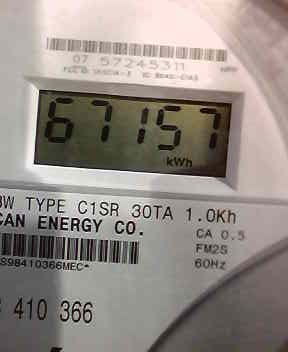 07 57245311
67157
kWh
3W TYPE C1SR 30TA 1.0Kh
CAN ENERGY CO.
CA 0.5
FM2S
60Hz
S98410366MEC*
410 366